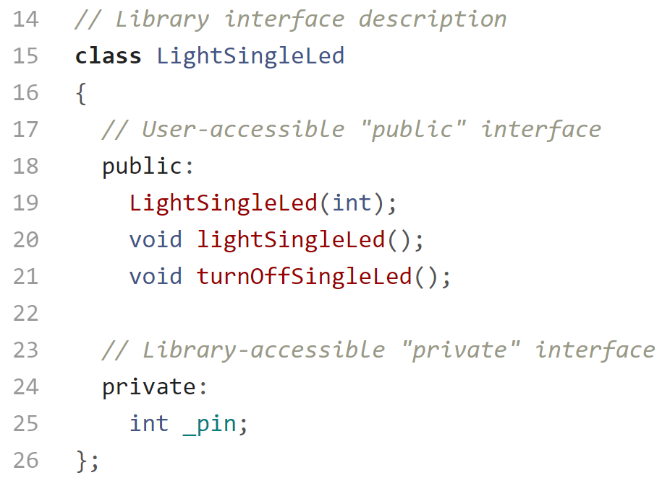 14 // Library interface description
15 class LightSingleLed
16 {
17 // User-accessible "public" interface
18 public:
19 LightSingleLed(int);
20 void lightSingleLed();
21 void turnOffSingleLed();
22
23 // Library-accessible "private" interface
24 private:
25 int _pin;
26 };